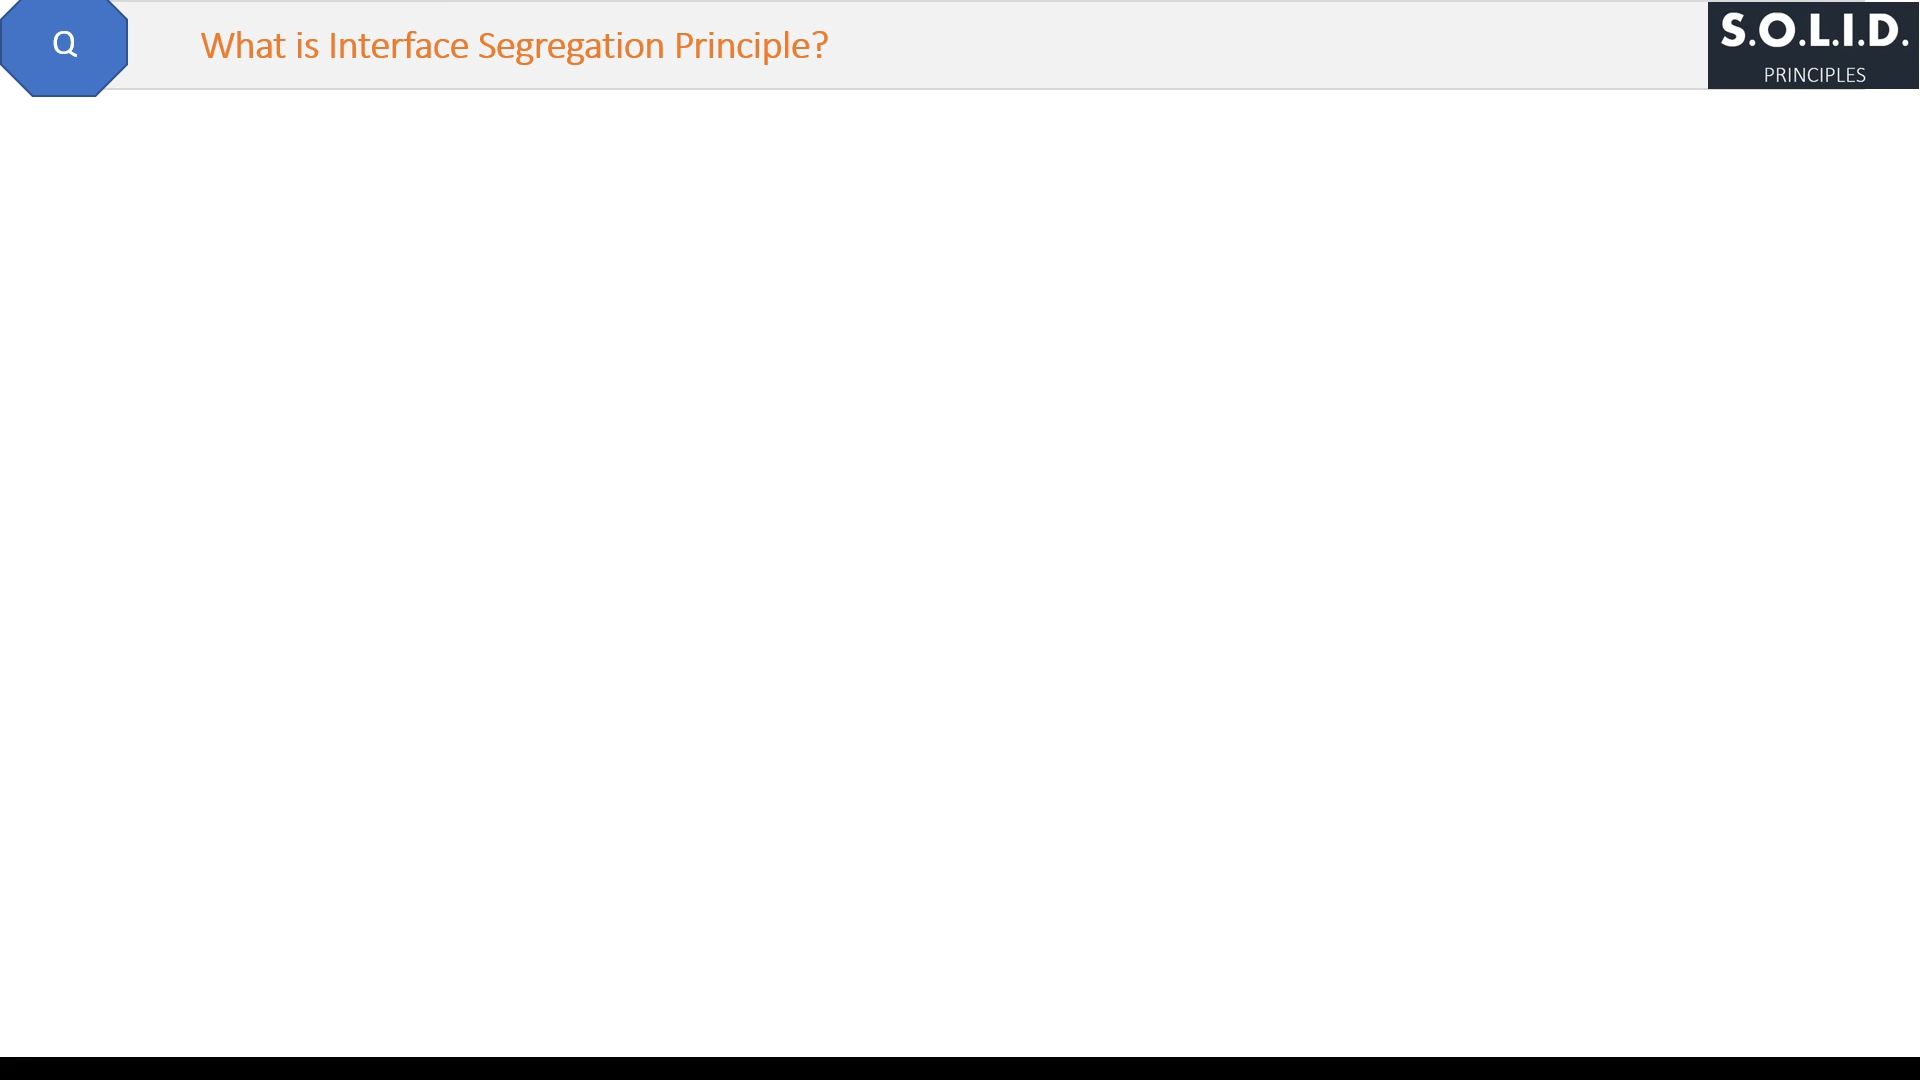 Q
What is Interface Segregation Principle?
S.O.L.I.D.
PRINCIPLES